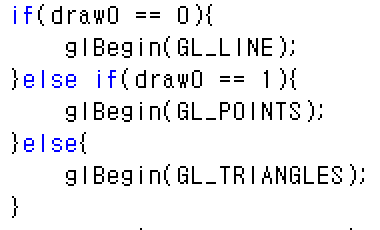 if(draw0 == 0){
    glBegin(GL_LINE);
}else if(draw0 == 1){
    glBegin(GL_POINTS);
}else{
    glBegin(GL_TRIANGLES);
}